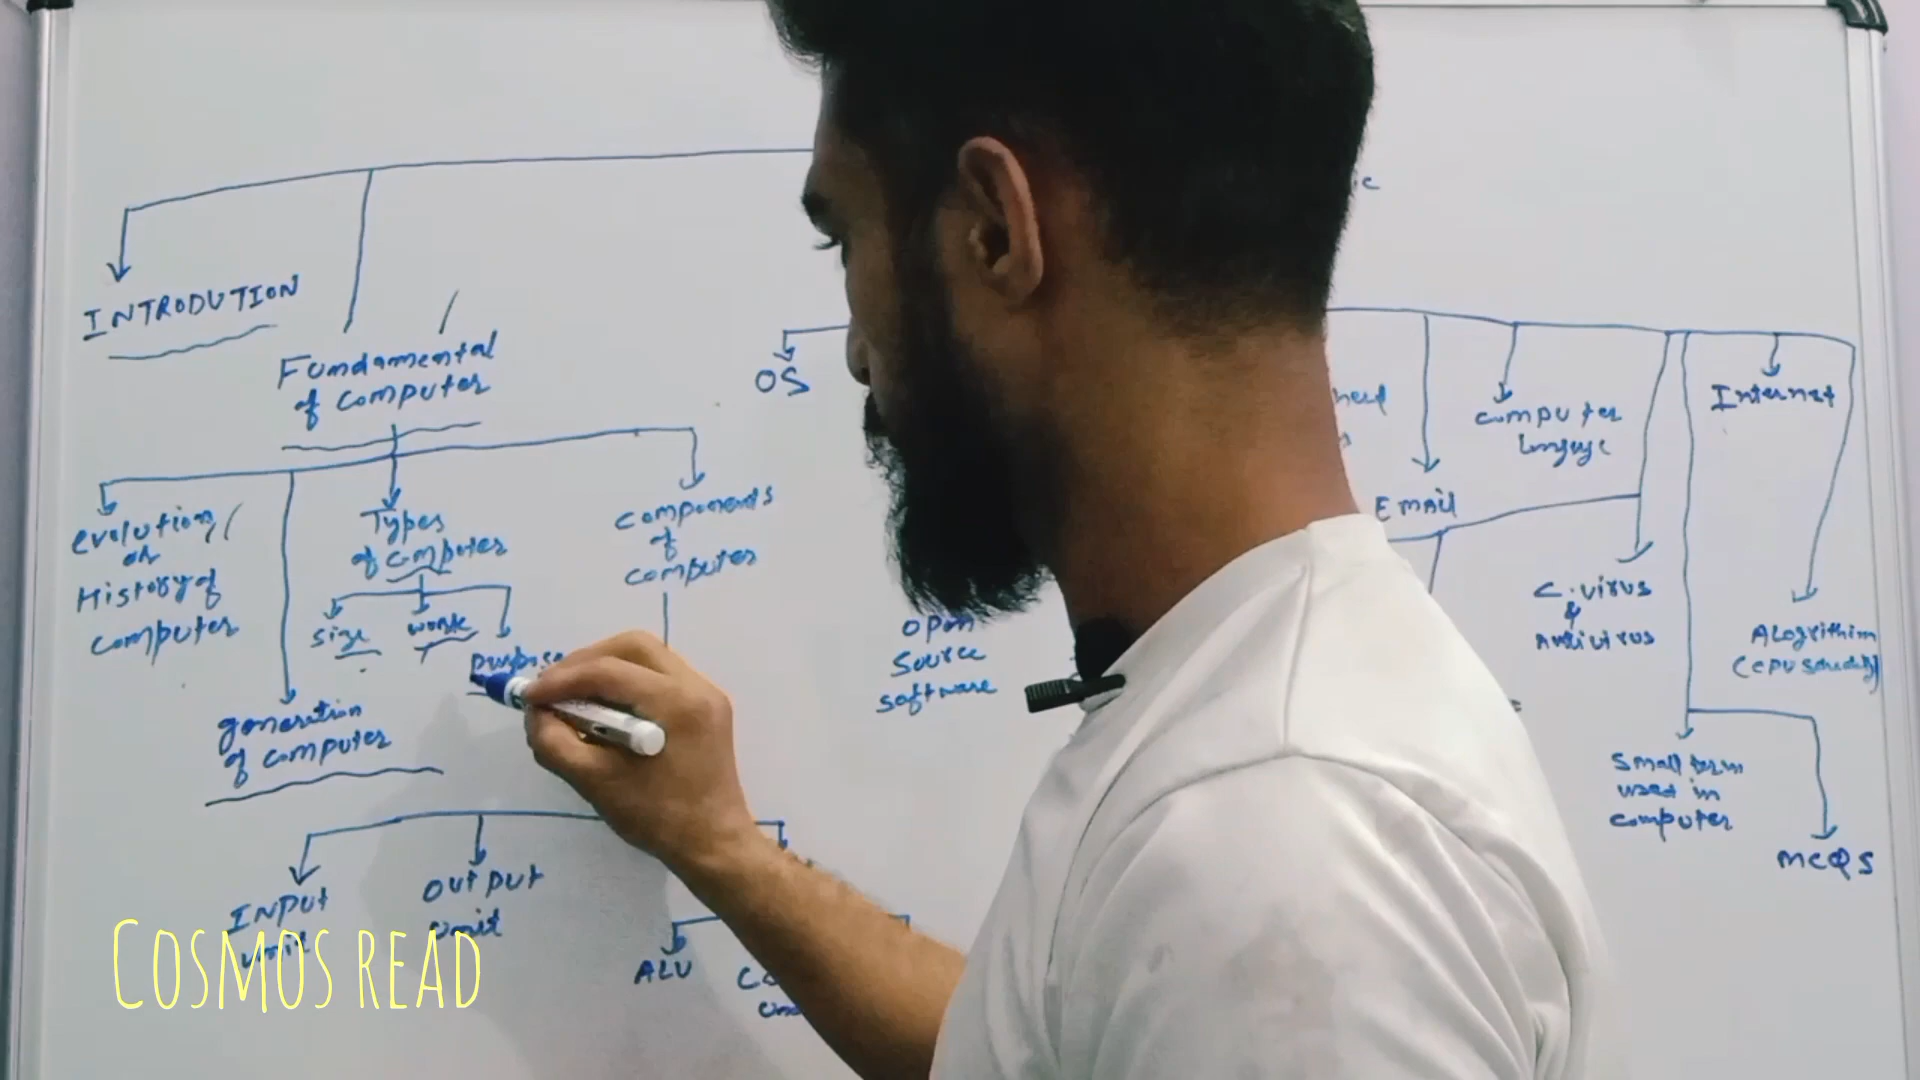 INTRODUTION
Fundamental
of computer
evolution
or
History of
computer
generation
of computer
Types
of computer
size
work
purpose
components
of
computer
INPUT
unit
OUTPUT
unit
ALU
OS
open
source
software
EMAIL
computer
Internet
C.virus
&
Antivirus
ALogrithim
small term
used in
computer
MCQS
COSMOS READ